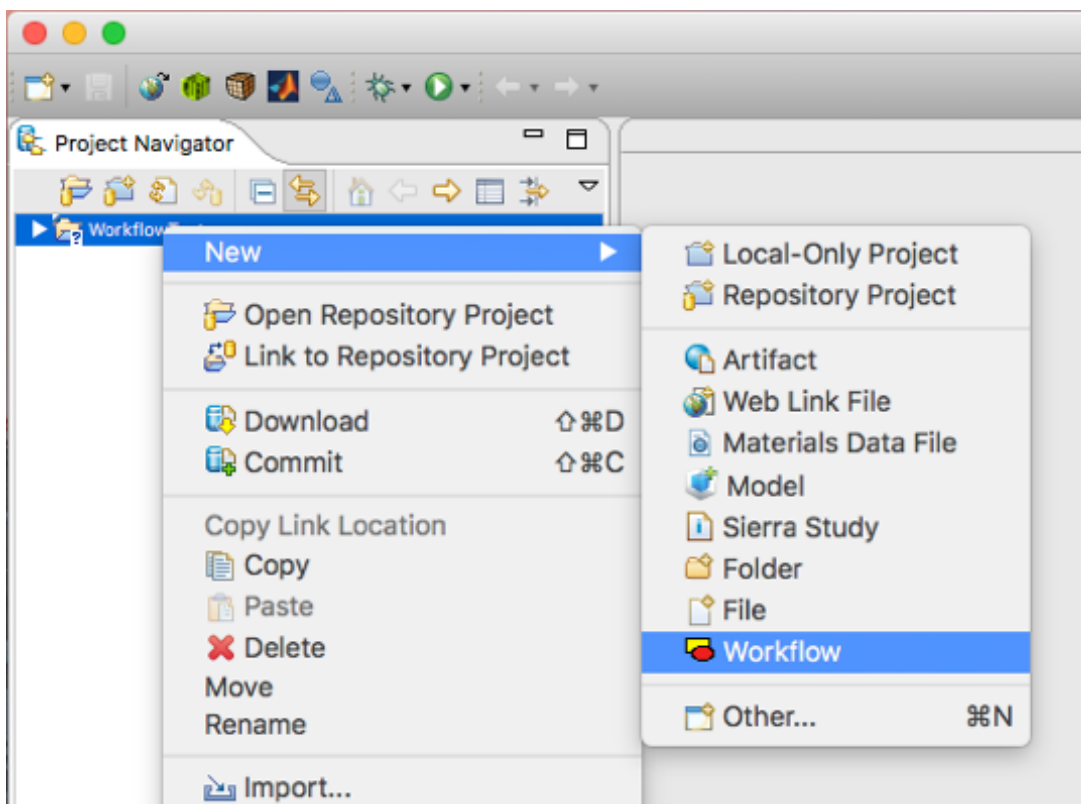 Project Navigator
New
Open Repository Project
Link to Repository Project
Download ⇧⌘D
Commit ⇧⌘C
Copy Link Location
Copy
Paste
Delete
Move
Rename
Import...
Local-Only Project
Repository Project
Artifact
Web Link File
Materials Data File
Model
Sierra Study
Folder
File
Workflow
Other... ⌘N